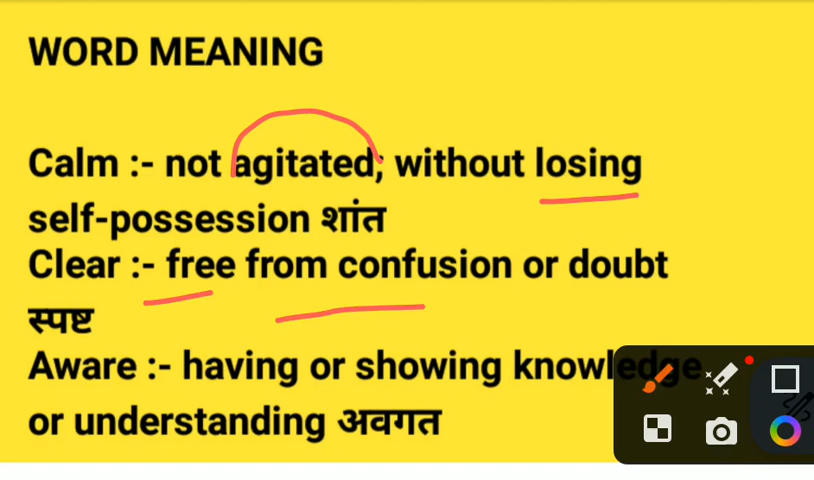 WORD MEANING
Calm :- not agitated; without losing
self-possession शांत
Clear :- free from confusion or doubt
स्पष्ट
Aware :- having or showing knowledge
or understanding अवगत